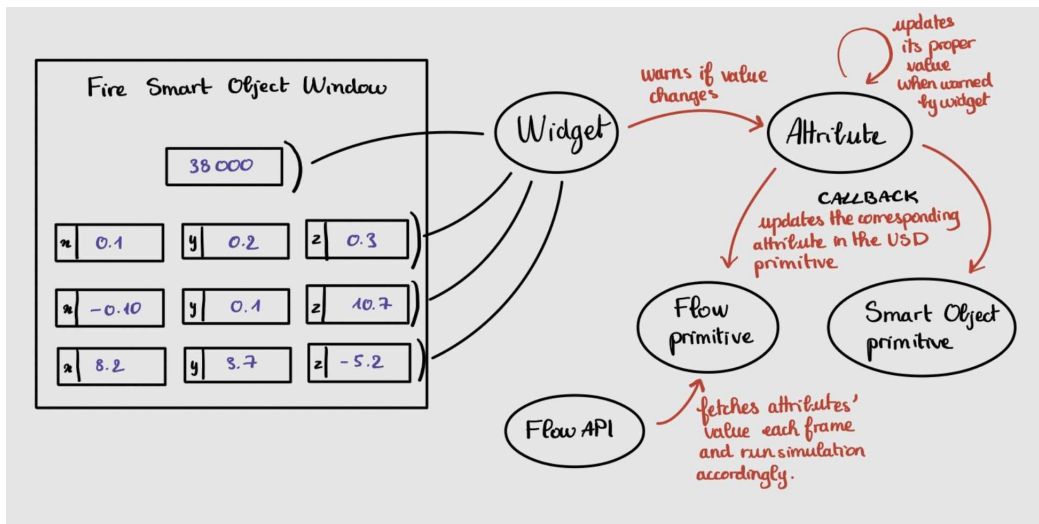 Fire Smart Object Window
38000
x 0.1 y 0.2 z 0.3
x -0.10 y 0.1 z 10.7
x 8.2 y 3.7 z -5.2
Widget
warns if value
changes
Attribute
updates
its proper
value
when warned
by widget
CALLBACK
updates the corresponding
attribute in the USD
primitive
Flow
primitive
Smart Object
primitive
Flow API
fetches attributes'
value each frame
and run simulation
accordingly.